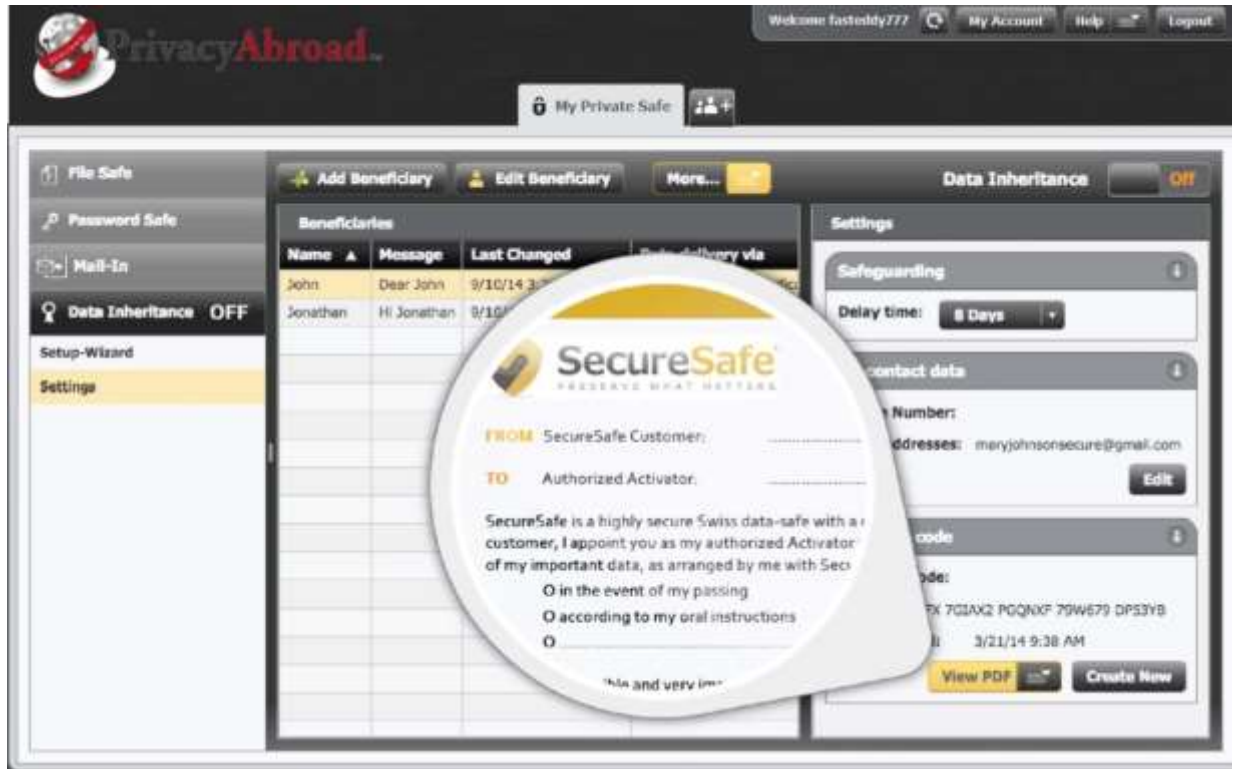 Welcome fasteddy777 My Account Help Logout
PrivacyAbroad
My Private Safe
File Safe
Password Safe
Mail-In
Data Inheritance OFF
Setup-Wizard
Settings
Add Beneficiary Edit Beneficiary More...
Data Inheritance Off
Beneficiaries
Name Message Last Changed via
John Dear John 9/10/14
Jonathan Hi Jonathan
SecureSafe
PRESERVE WHAT MATTERS
FROM SecureSafe Customer:
TO Authorized Activator:
SecureSafe is a highly secure Swiss data-safe with a
customer, I appoint you as my authorized Activator
of my important data, as arranged by me with
O in the event of my passing
O according to my oral instructions
O
and very
Settings
Safeguarding
Delay time: 8 Days
contact data
Number:
maryjohnsonsecure@gmail.com
Edit
code
7GIAX2 PGQNXF 79W679 DPS3YB
3/21/14 9:38 AM
View PDF Create New